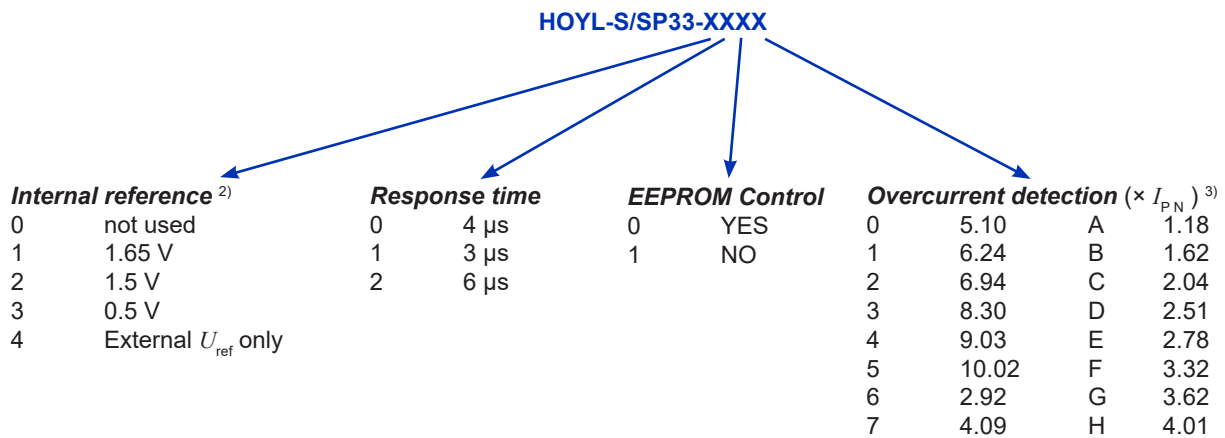 HOYL-S/SP33-XXXX
Internal reference 2)
0 not used
1 1.65 V
2 1.5 V
3 0.5 V
4 External Uref only
Response time
0 4 µs
1 3 µs
2 6 µs
EEPROM Control
0 YES
1 NO
Overcurrent detection (× IPN ) 3)
0 5.10 A 1.18
1 6.24 B 1.62
2 6.94 C 2.04
3 8.30 D 2.51
4 9.03 E 2.78
5 10.02 F 3.32
6 2.92 G 3.62
7 4.09 H 4.01